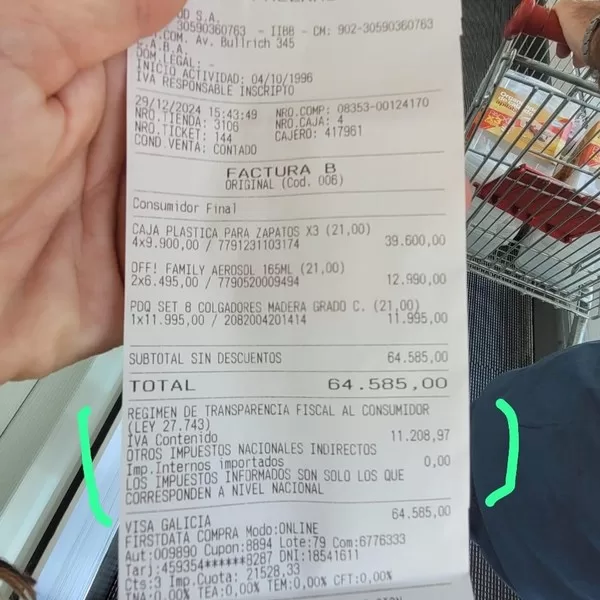 OD S.A.
30590360763 - IIBB - CM: 902-30590360763
COM. Av. Bullrich 345
C.A.B.A.
DOM.LEGAL: -
INICIO ACTIVIDAD: 04/10/1996
IVA RESPONSABLE INSCRIPTO
29/12/2024 15:43:49 NRO.COMP: 08353-00124170
NRO.TIENDA: 3106 NRO.CAJA: 4
NRO.TICKET: 144 CAJERO: 417961
COND.VENTA: CONTADO
FACTURA B
ORIGINAL (Cod. 006)
Consumidor Final
CAJA PLASTICA PARA ZAPATOS X3 (21,00)
4x9.900,00 / 7791231103174 39.600,00
OFF! FAMILY AEROSOL 165ML (21,00)
2x6.495,00 / 7790520009494 12.990,00
PDQ SET 8 COLGADORES MADERA GRADO C. (21,00)
1x11.995,00 / 2082004201414 11.995,00
SUBTOTAL SIN DESCUENTOS 64.585,00
TOTAL 64.585,00
REGIMEN DE TRANSPARENCIA FISCAL AL CONSUMIDOR
(LEY 27.743)
IVA Contenido 11.208,97
OTROS IMPUESTOS NACIONALES INDIRECTOS
Imp.Internos importados 0,00
LOS IMPUESTOS INFORMADOS SON SOLO LOS QUE
CORRESPONDEN A NIVEL NACIONAL
VISA GALICIA 64.585,00
FIRSTDATA COMPRA Modo:ONLINE
Aut:009890 Cupon:8894 Lote:79 Com:6776333
Tarj:459354******9287 DNI:18541611
Cts:3 Imp.Cuota: 21528,33
TNA:0,00% TEA:0,00% TEM:0,00% CFT:0,00%